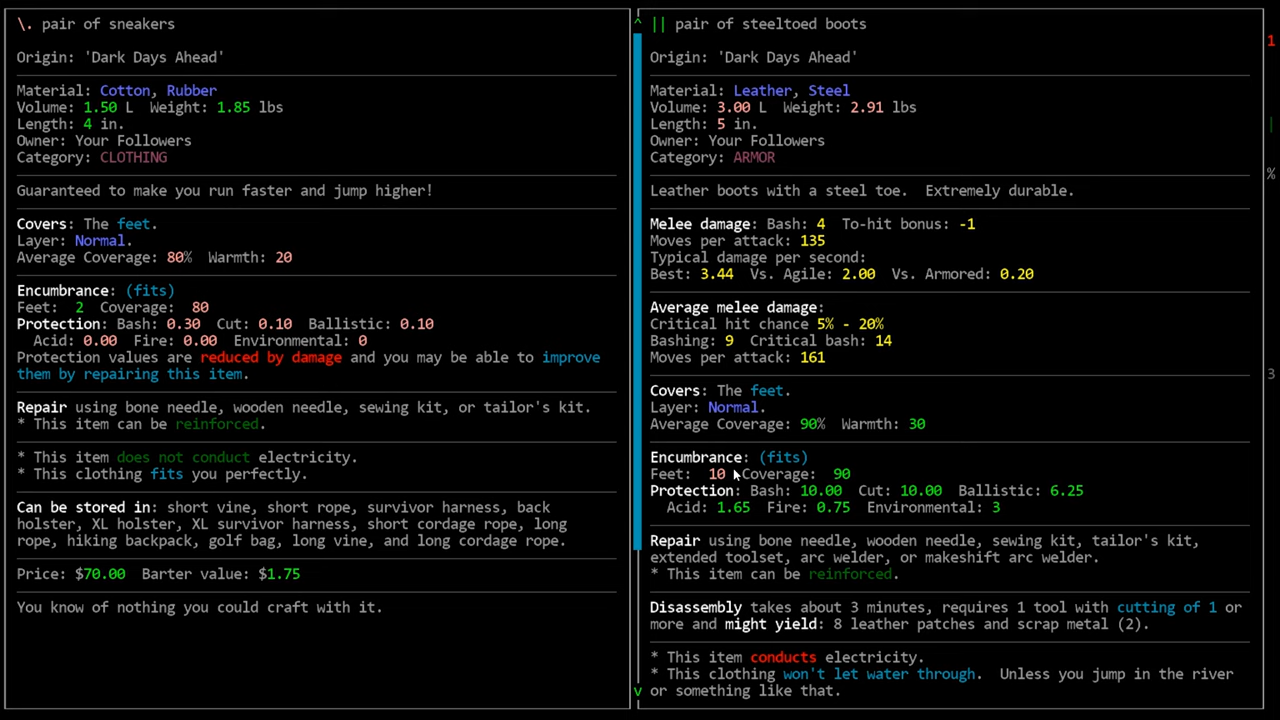 \. pair of sneakers
Origin: 'Dark Days Ahead'
Material: Cotton, Rubber
Volume: 1.50 L  Weight: 1.85 lbs
Length: 4 in.
Owner: Your Followers
Category: CLOTHING
Guaranteed to make you run faster and jump higher!
Covers: The feet.
Layer: Normal.
Average Coverage: 80%  Warmth: 20
Encumbrance: (fits)
Feet:  2  Coverage:  80
Protection: Bash: 0.30  Cut: 0.10  Ballistic: 0.10
Acid: 0.00  Fire: 0.00  Environmental: 0
Protection values are reduced by damage and you may be able to improve
them by repairing this item.
Repair using bone needle, wooden needle, sewing kit, or tailor's kit.
* This item can be reinforced.
* This item does not conduct electricity.
* This clothing fits you perfectly.
Can be stored in: short vine, short rope, survivor harness, back
holster, XL holster, XL survivor harness, short cordage rope, long
rope, hiking backpack, golf bag, long vine, and long cordage rope.
Price: $70.00  Barter value: $1.75
You know of nothing you could craft with it.
^ || pair of steeltoed boots
Origin: 'Dark Days Ahead'
Material: Leather, Steel
Volume: 3.00 L  Weight: 2.91 lbs
Length: 5 in.
Owner: Your Followers
Category: ARMOR
Leather boots with a steel toe.  Extremely durable.
Melee damage: Bash: 4  To-hit bonus: -1
Moves per attack: 135
Typical damage per second:
Best: 3.44  Vs. Agile: 2.00  Vs. Armored: 0.20
Average melee damage:
Critical hit chance 5% - 20%
Bashing: 9  Critical bash: 14
Moves per attack: 161
Covers: The feet.
Layer: Normal.
Average Coverage: 90%  Warmth: 30
Encumbrance: (fits)
Feet:  10  Coverage:  90
Protection: Bash: 10.00  Cut: 10.00  Ballistic: 6.25
Acid: 1.65  Fire: 0.75  Environmental: 3
Repair using bone needle, wooden needle, sewing kit, tailor's kit,
extended toolset, arc welder, or makeshift arc welder.
* This item can be reinforced.
Disassembly takes about 3 minutes, requires 1 tool with cutting of 1 or
more and might yield: 8 leather patches and scrap metal (2).
* This item conducts electricity.
* This clothing won't let water through.  Unless you jump in the river
v or something like that.
1
|
%
3